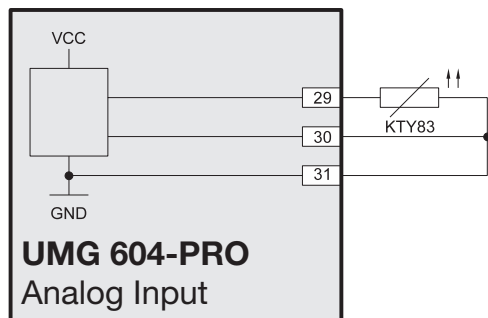 VCC
29
KTY83
30
31
GND
UMG 604-PRO
Analog Input